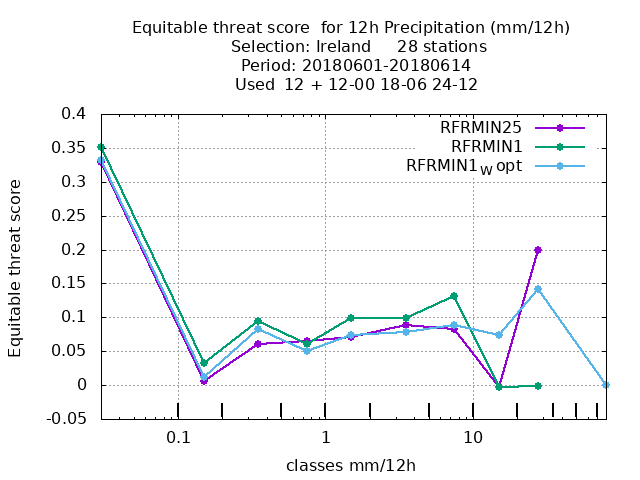 Equitable threat score  for 12h Precipitation (mm/12h)
Selection: Ireland     28 stations
Period: 20180601-20180614
Used  12 + 12-00 18-06 24-12
RFRMIN25
RFRMIN1
RFRMIN1W opt
Equitable threat score
0.4
0.35
0.3
0.25
0.2
0.15
0.1
0.05
0
-0.05
0.1
1
10
classes mm/12h